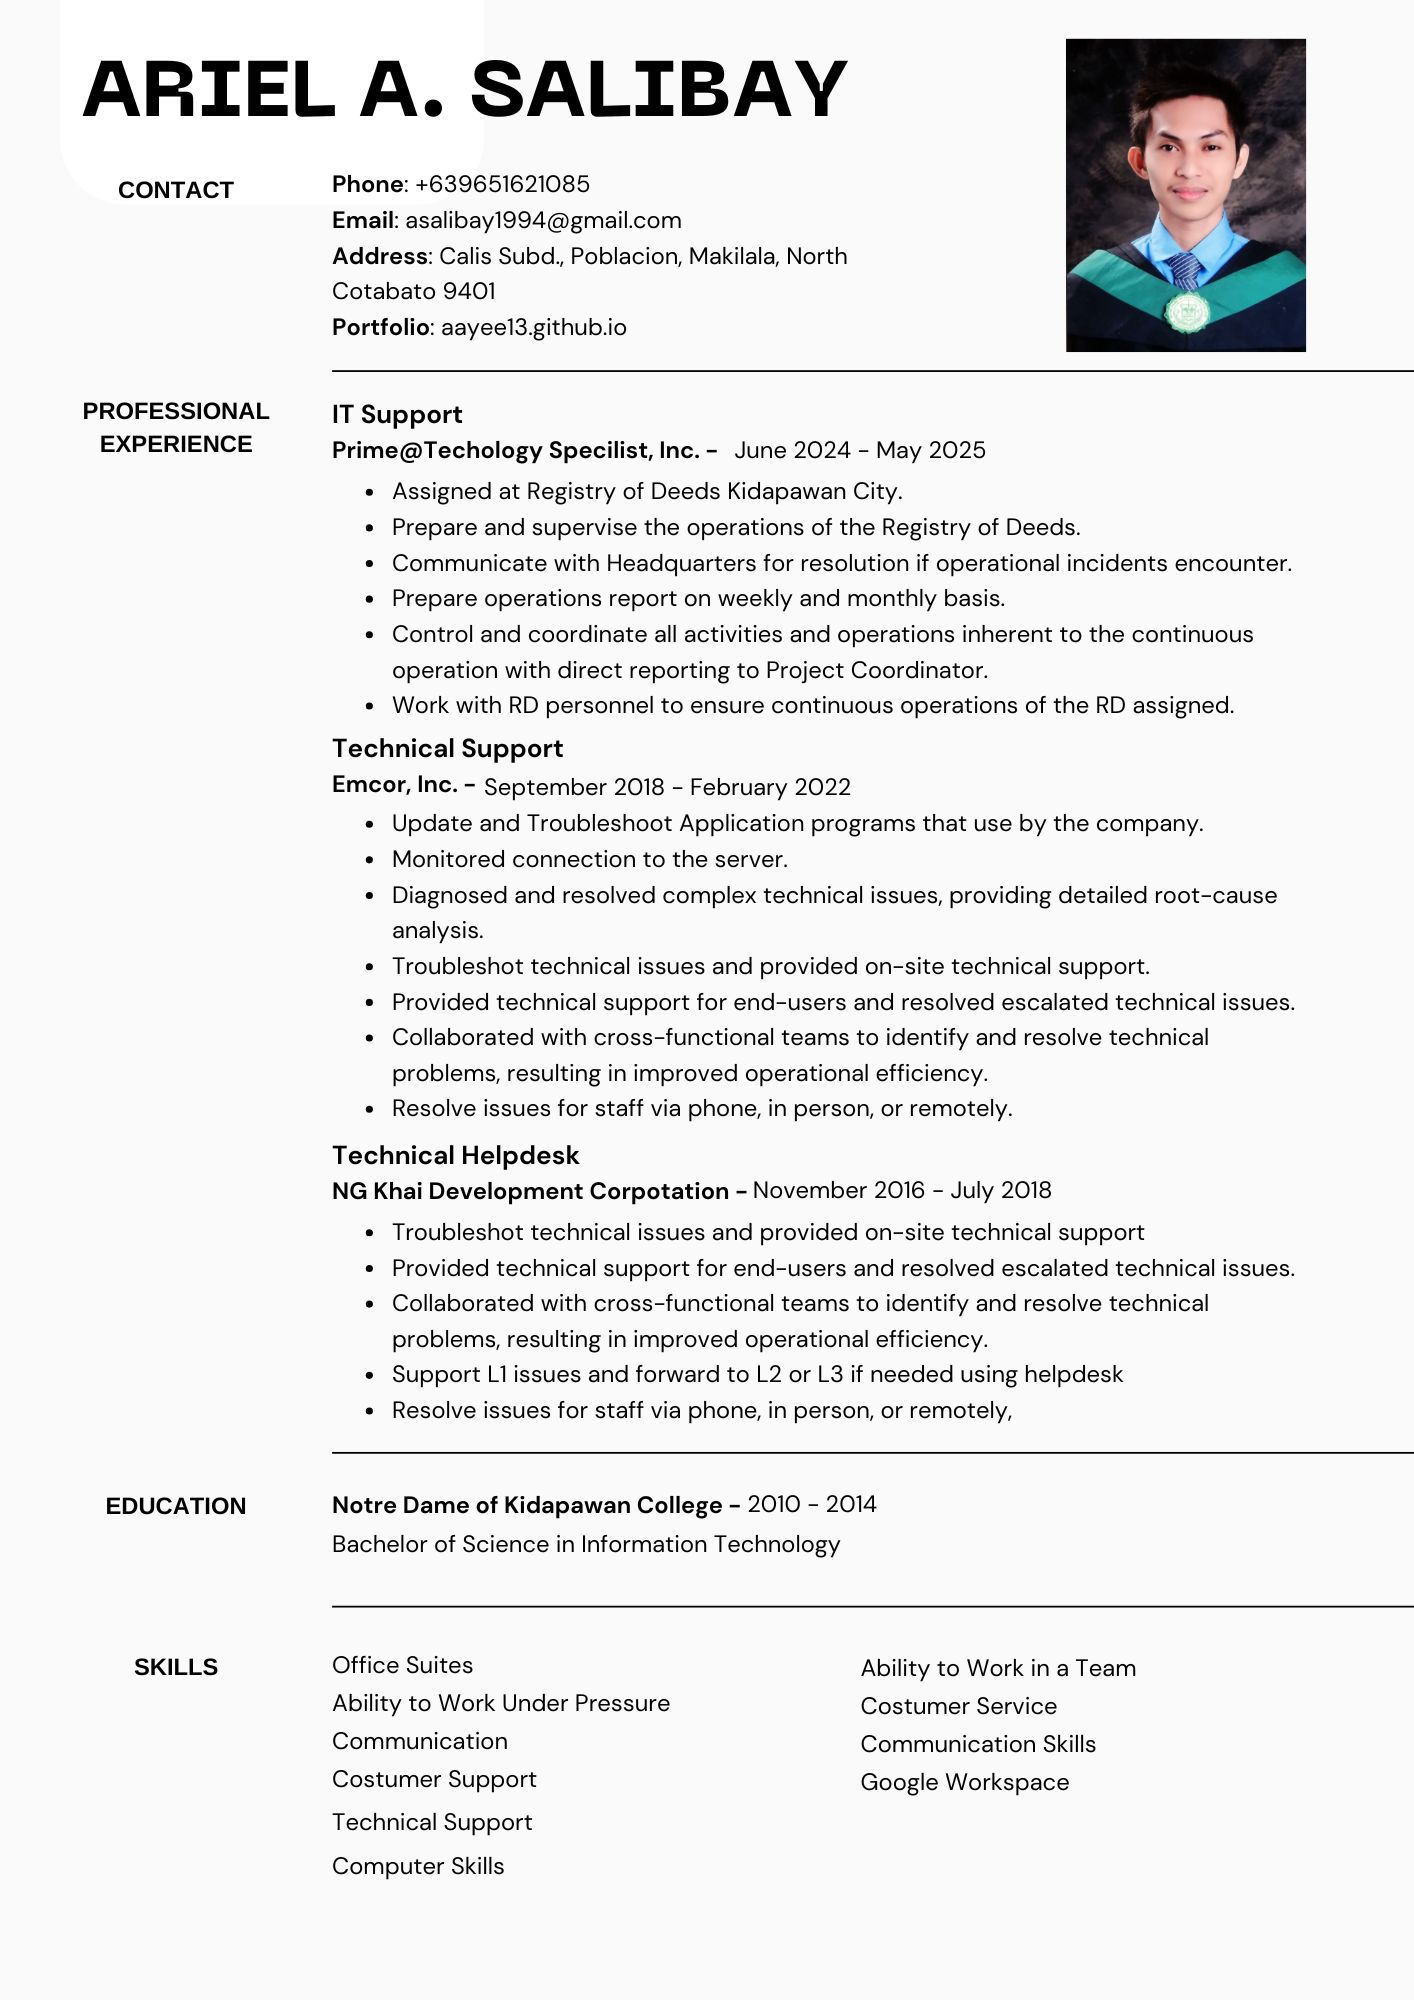 ARIEL A. SALIBAY
CONTACT
Phone: +639651621085
Email: asalibay1994@gmail.com
Address: Calis Subd., Poblacion, Makilala, North
Cotabato 9401
Portfolio: aayee13.github.io
PROFESSIONAL
EXPERIENCE
IT Support
Prime@Techology Specilist, Inc. - June 2024 - May 2025
• Assigned at Registry of Deeds Kidapawan City.
• Prepare and supervise the operations of the Registry of Deeds.
• Communicate with Headquarters for resolution if operational incidents encounter.
• Prepare operations report on weekly and monthly basis.
• Control and coordinate all activities and operations inherent to the continuous
operation with direct reporting to Project Coordinator.
• Work with RD personnel to ensure continuous operations of the RD assigned.
Technical Support
Emcor, Inc. - September 2018 - February 2022
• Update and Troubleshoot Application programs that use by the company.
• Monitored connection to the server.
• Diagnosed and resolved complex technical issues, providing detailed root-cause
analysis.
• Troubleshot technical issues and provided on-site technical support.
• Provided technical support for end-users and resolved escalated technical issues.
• Collaborated with cross-functional teams to identify and resolve technical
problems, resulting in improved operational efficiency.
• Resolve issues for staff via phone, in person, or remotely.
Technical Helpdesk
NG Khai Development Corpotation - November 2016 - July 2018
• Troubleshot technical issues and provided on-site technical support
• Provided technical support for end-users and resolved escalated technical issues.
• Collaborated with cross-functional teams to identify and resolve technical
problems, resulting in improved operational efficiency.
• Support L1 issues and forward to L2 or L3 if needed using helpdesk
• Resolve issues for staff via phone, in person, or remotely,
EDUCATION
Notre Dame of Kidapawan College - 2010 - 2014
Bachelor of Science in Information Technology
SKILLS
Office Suites
Ability to Work Under Pressure
Communication
Costumer Support
Technical Support
Computer Skills
Ability to Work in a Team
Costumer Service
Communication Skills
Google Workspace